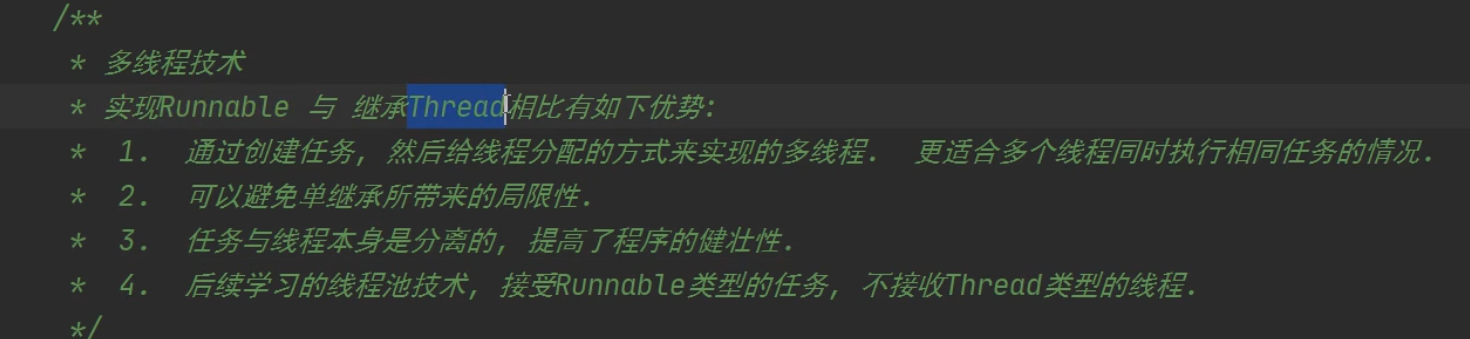 /**
* 多线程技术
* 实现Runnable 与 继承Thread相比有如下优势:
* 1. 通过创建任务, 然后给线程分配的方式来实现的多线程. 更适合多个线程同时执行相同任务的情况.
* 2. 可以避免单继承所带来的局限性.
* 3. 任务与线程本身是分离的, 提高了程序的健壮性.
* 4. 后续学习的线程池技术, 接受Runnable类型的任务, 不接收Thread类型的线程.
*/